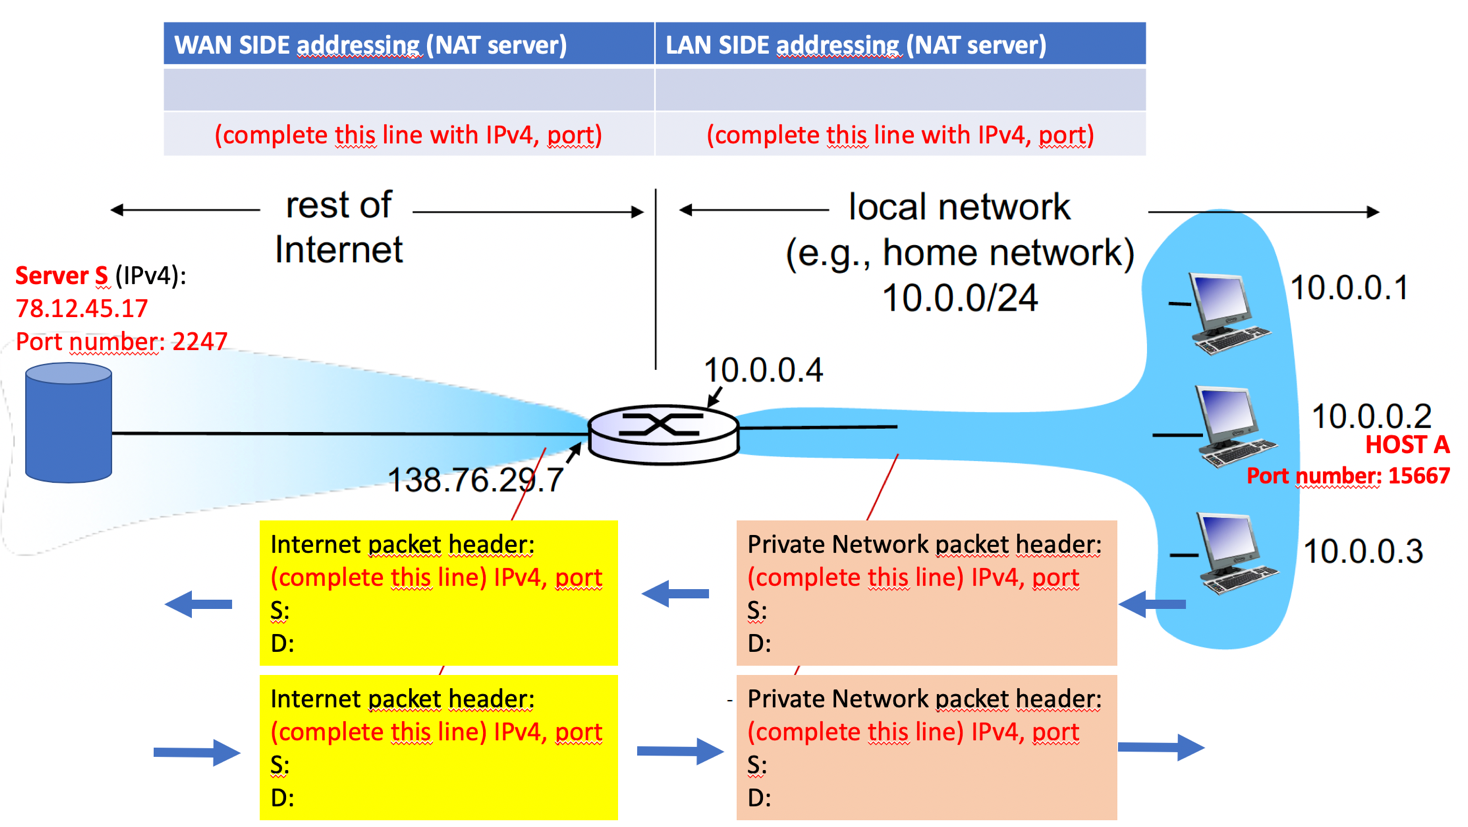 WAN SIDE addressing (NAT server)
LAN SIDE addressing (NAT server)
(complete this line with IPv4, port)
(complete this line with IPv4, port)
rest of
Internet
local network
(e.g., home network)
10.0.0/24
Server S (IPv4):
78.12.45.17
Port number: 2247
10.0.0.1
10.0.0.4
10.0.0.2
HOST A
Port number: 15667
138.76.29.7
10.0.0.3
Internet packet header:
(complete this line) IPv4, port
S:
D:
Private Network packet header:
(complete this line) IPv4, port
S:
D:
Internet packet header:
(complete this line) IPv4, port
S:
D:
Private Network packet header:
(complete this line) IPv4, port
S:
D: